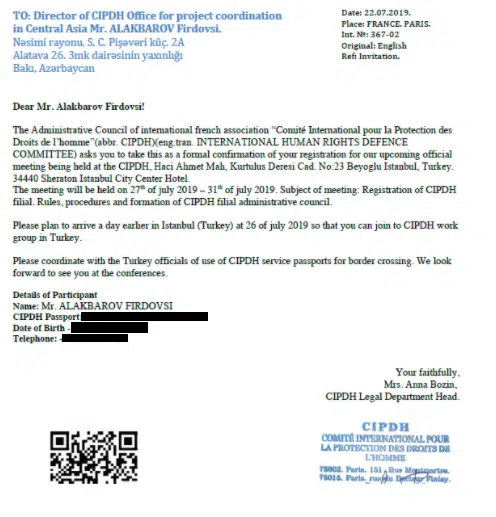 TO: Director of CIPDH Office for project coordination
in Central Asia Mr. ALAKBAROV Firdovsi.
Nəsimi rayonu, S. C. Pişəvəri küç. 2A
Alatava 26. 3mk dairəsinin yaxınlığı
Bakı, Azərbaycan
Date: 22.07.2019.
Place: FRANCE. PARIS.
Int. №: 367-02
Original: English
Ref: Invitation.
Dear Mr. Alakbarov Firdovsi!
The Administrative Council of international french association “Comité International pour la Protection des
Droits de l’homme”(abbr. CIPDH)(eng.tran. INTERNATIONAL HUMAN RIGHTS DEFENCE
COMMITTEE) asks you to take this as a formal confirmation of your registration for our upcoming official
meeting being held at the CIPDH, Haci Ahmet Mah, Kurtulus Deresi Cad. No:23 Beyoglu Istanbul, Turkey.
34440 Sheraton Istanbul City Center Hotel.
The meeting will be held on 27th of july 2019 – 31st of july 2019. Subject of meeting: Registration of CIPDH
filial. Rules, procedures and formation of CIPDH filial administrative council.
Please plan to arrive a day earlier in Istanbul (Turkey) at 26 of july 2019 so that you can join to CIPDH work
group in Turkey.
Please coordinate with the Turkey officials of use of CIPDH service passports for border crossing. We look
forward to see you at the conferences.
Details of Participant
Name: Mr. ALAKBAROV FIRDOVSI
CIPDH Passport
Date of Birth -
Telephone: -
Your faithfully,
Mrs. Anna Bozin,
CIPDH Legal Department Head.
CIPDH
COMITÉ INTERNATIONAL POUR
LA PROTECTION DES DROITS DE
L'HOMME
75002. Paris. 151, Rue Montmartre.
75015. Paris. rue du Docteur Finlay.